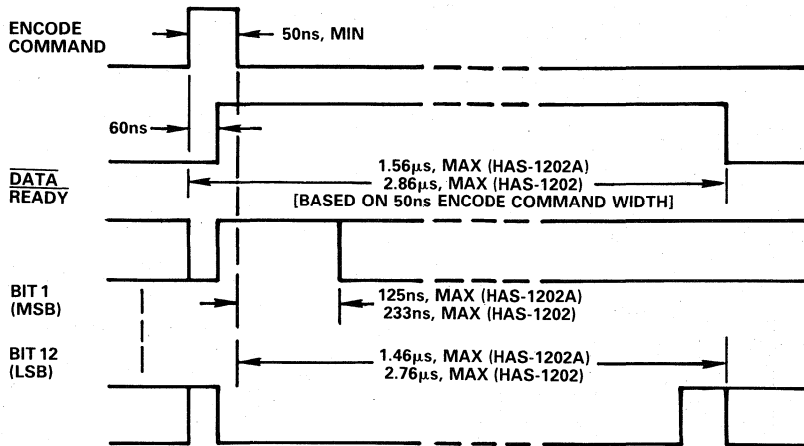 ENCODE
COMMAND
50ns, MIN
60ns
DATA
READY
1.56μs, MAX (HAS-1202A)
2.86μs, MAX (HAS-1202)
[BASED ON 50ns ENCODE COMMAND WIDTH]
BIT 1
(MSB)
125ns, MAX (HAS-1202A)
233ns, MAX (HAS-1202)
BIT 12
(LSB)
1.46μs, MAX (HAS-1202A)
2.76μs, MAX (HAS-1202)